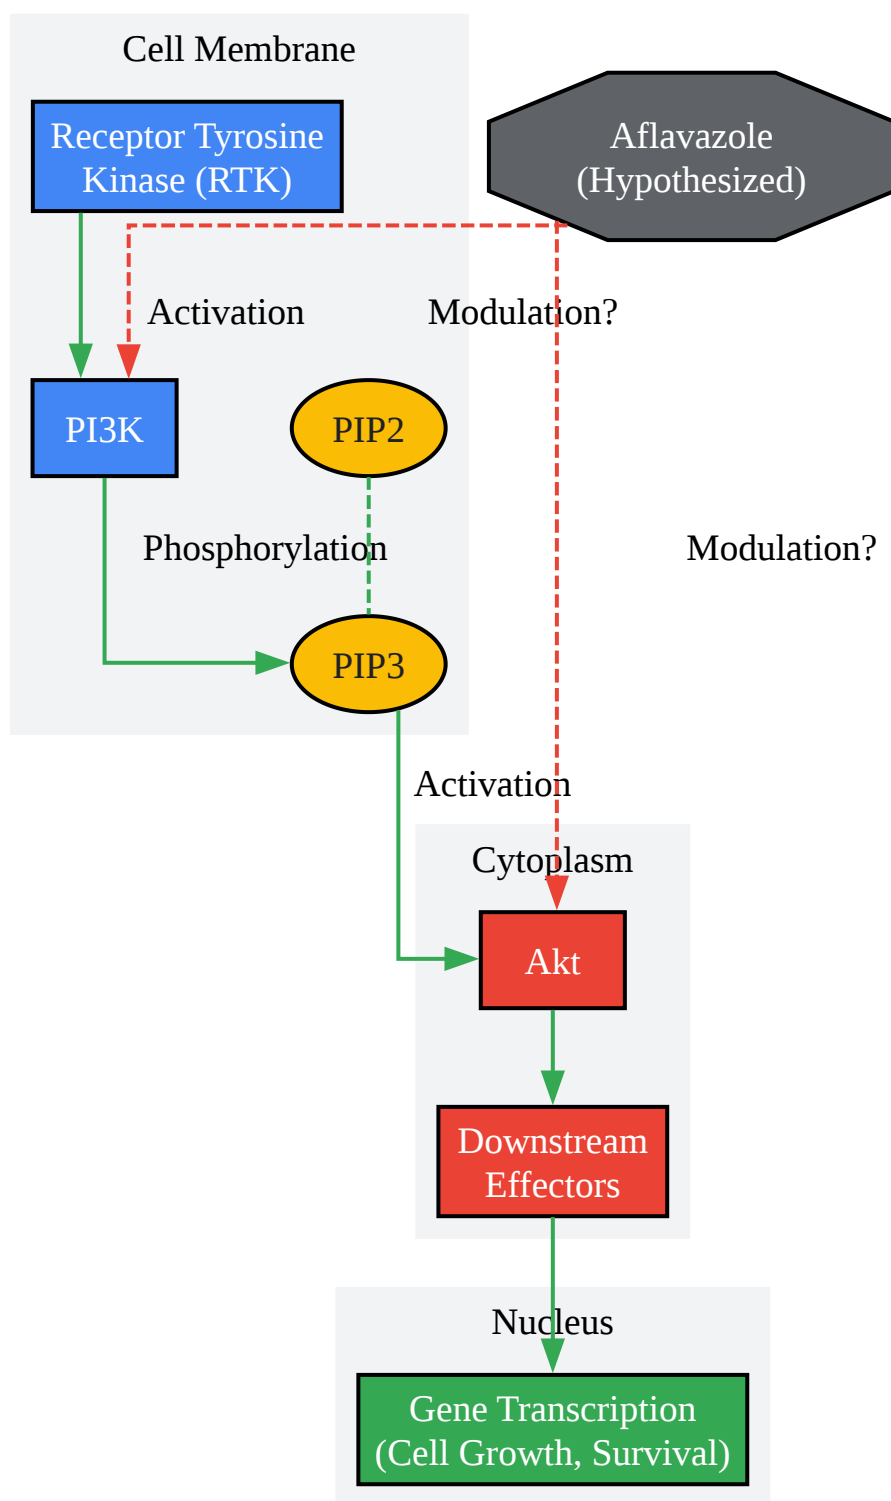 Cell Membrane
Receptor Tyrosine
Kinase (RTK)
Aflavazole
(Hypothesized)
Activation
Modulation?
PI3K
PIP2
Phosphorylation
Modulation?
PIP3
Activation
Cytoplasm
Akt
Downstream
Effectors
Nucleus
Gene Transcription
(Cell Growth, Survival)